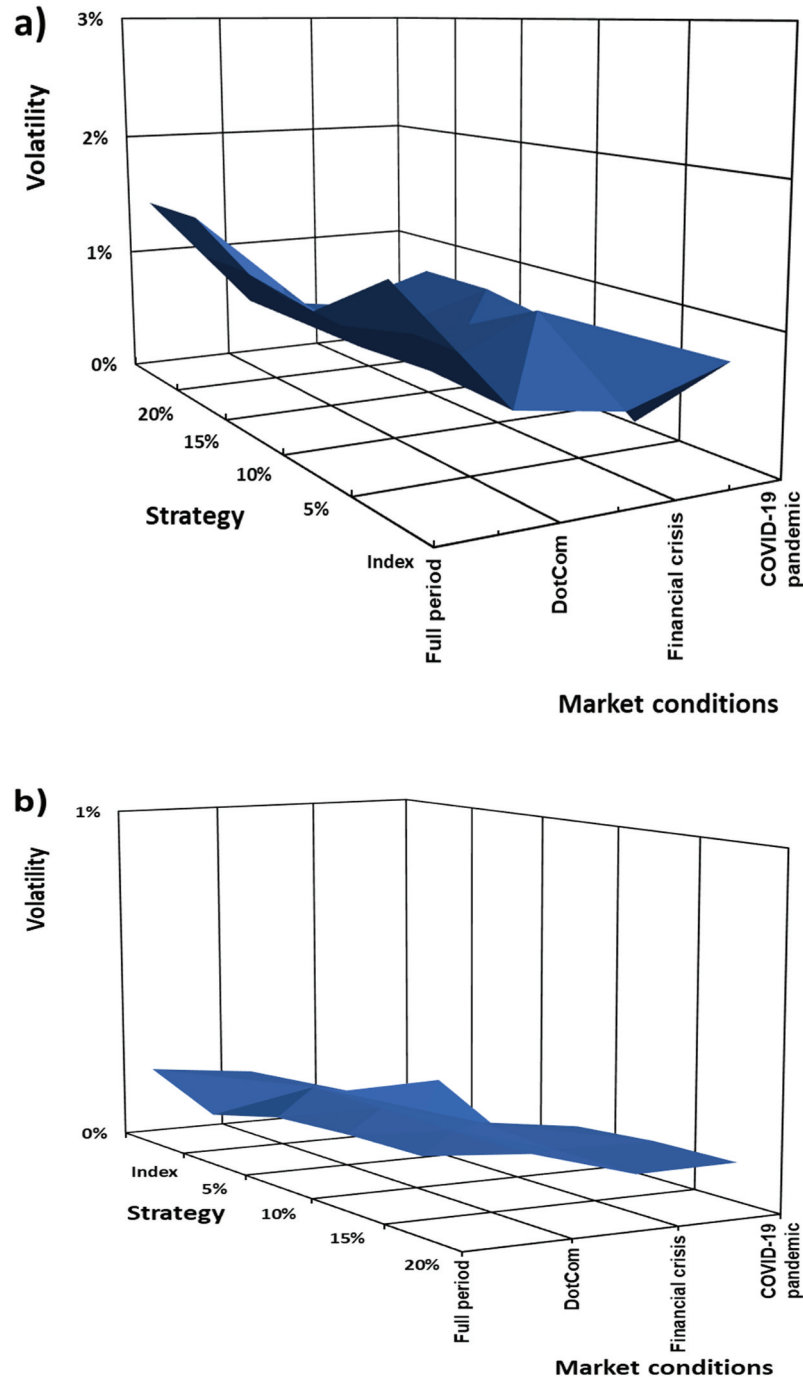 a)
3%
2%
1%
0%
Volatility
20%
15%
10%
5%
Index
Strategy
Full period
DotCom
Financial crisis
COVID-19
pandemic
Market conditions
b)
1%
0%
Volatility
Index
5%
10%
15%
20%
Strategy
Full period
DotCom
Financial crisis
COVID-19
pandemic
Market conditions